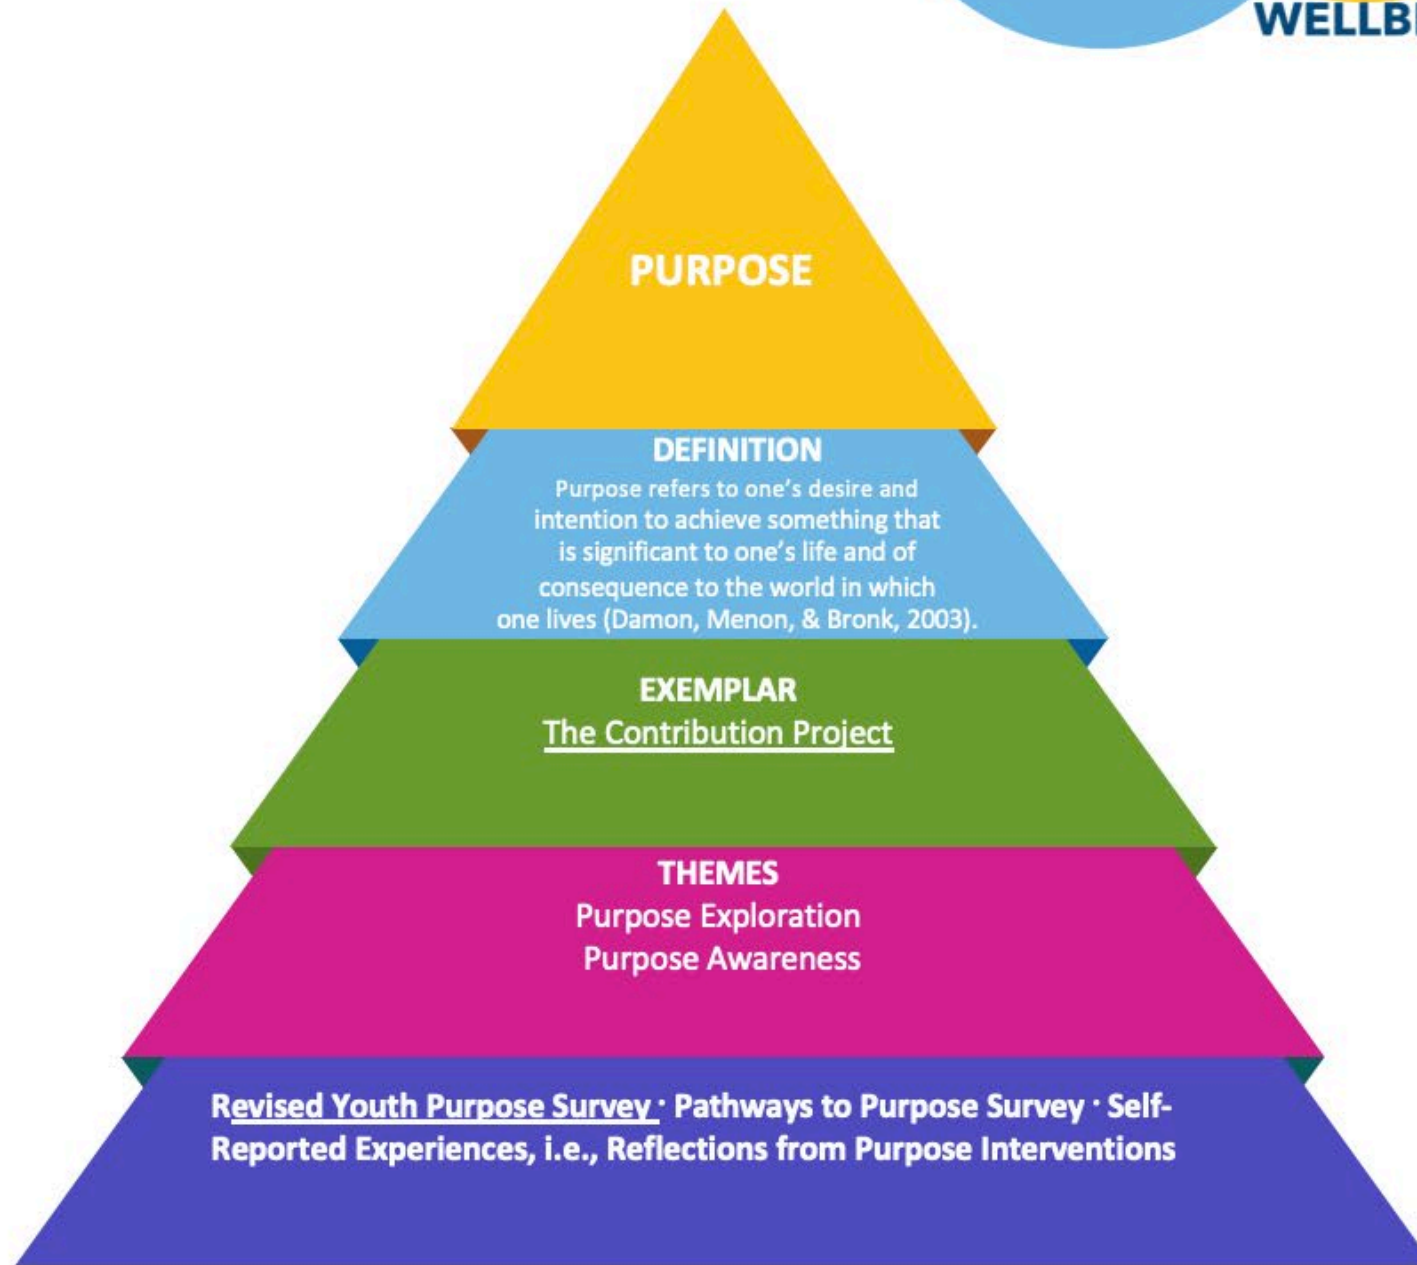 PURPOSE
DEFINITION
Purpose refers to one's desire and
intention to achieve something that
is significant to one's life and of
consequence to the world in which
one lives (Damon, Menon, & Bronk, 2003).
EXEMPLAR
The Contribution Project
THEMES
Purpose Exploration
Purpose Awareness
Revised Youth Purpose Survey · Pathways to Purpose Survey · Self-
Reported Experiences, i.e., Reflections from Purpose Interventions